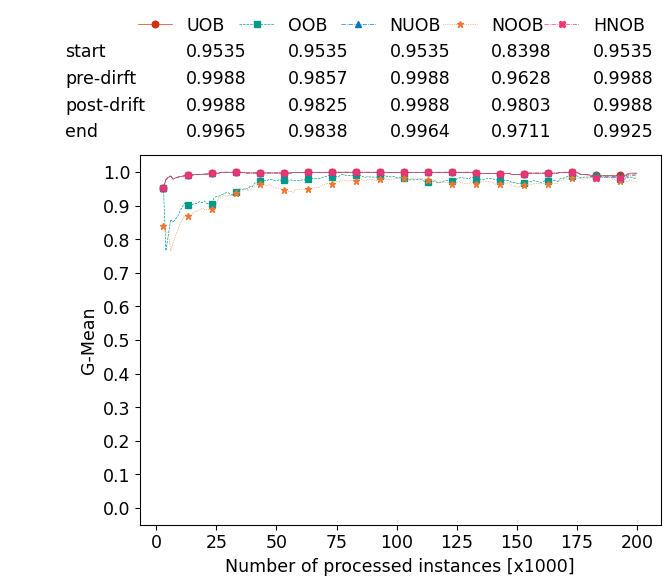 UOB OOB NUOB NOOB HNOB
start 0.9535 0.9535 0.9535 0.8398 0.9535
pre-dirft 0.9988 0.9857 0.9988 0.9628 0.9988
post-drift 0.9988 0.9825 0.9988 0.9803 0.9988
end 0.9965 0.9838 0.9964 0.9711 0.9925
1.0
0.9
0.8
0.7
0.6
0.5
0.4
0.3
0.2
0.1
0.0
G-Mean
0 25 50 75 100 125 150 175 200
Number of processed instances [x1000]